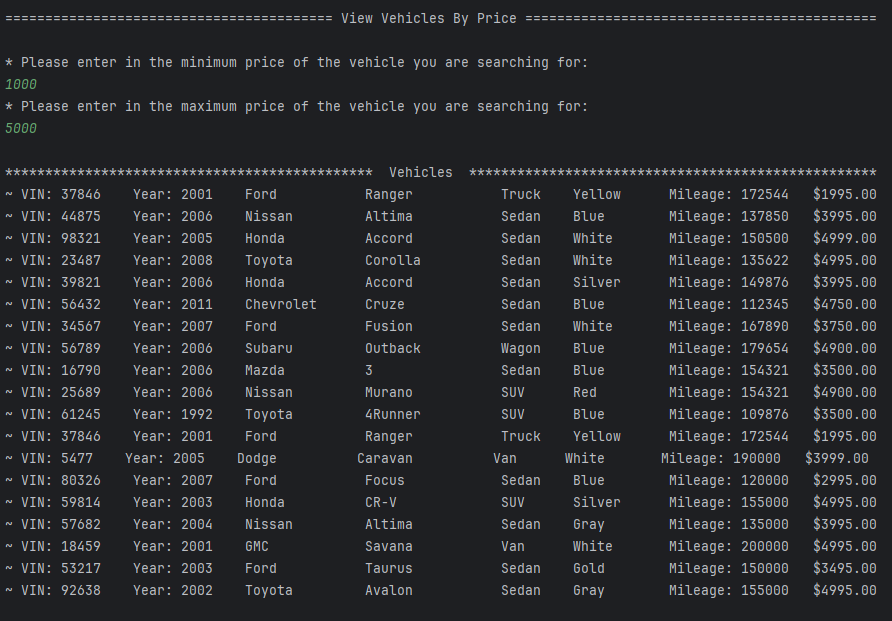 ========================================= View Vehicles By Price ============================================
* Please enter in the minimum price of the vehicle you are searching for:
1000
* Please enter in the maximum price of the vehicle you are searching for:
5000
**********************************************  Vehicles  ***************************************************
~ VIN: 37846    Year: 2001    Ford           Ranger           Truck    Yellow      Mileage: 172544   $1995.00
~ VIN: 44875    Year: 2006    Nissan         Altima           Sedan    Blue        Mileage: 137850   $3995.00
~ VIN: 98321    Year: 2005    Honda          Accord           Sedan    White       Mileage: 150500   $4999.00
~ VIN: 23487    Year: 2008    Toyota         Corolla          Sedan    White       Mileage: 135622   $4995.00
~ VIN: 39821    Year: 2006    Honda          Accord           Sedan    Silver      Mileage: 149876   $3995.00
~ VIN: 56432    Year: 2011    Chevrolet      Cruze            Sedan    Blue        Mileage: 112345   $4750.00
~ VIN: 34567    Year: 2007    Ford           Fusion           Sedan    White       Mileage: 167890   $3750.00
~ VIN: 56789    Year: 2006    Subaru         Outback          Wagon    Blue        Mileage: 179654   $4900.00
~ VIN: 16790    Year: 2006    Mazda          3                Sedan    Blue        Mileage: 154321   $3500.00
~ VIN: 25689    Year: 2006    Nissan         Murano           SUV      Red         Mileage: 154321   $4900.00
~ VIN: 61245    Year: 1992    Toyota         4Runner          SUV      Blue        Mileage: 109876   $3500.00
~ VIN: 37846    Year: 2001    Ford           Ranger           Truck    Yellow      Mileage: 172544   $1995.00
~ VIN: 5477    Year: 2005    Dodge          Caravan          Van      White       Mileage: 190000   $3999.00
~ VIN: 80326    Year: 2007    Ford           Focus            Sedan    Blue        Mileage: 120000   $2995.00
~ VIN: 59814    Year: 2003    Honda          CR-V             SUV      Silver      Mileage: 155000   $4995.00
~ VIN: 57682    Year: 2004    Nissan         Altima           Sedan    Gray        Mileage: 135000   $3995.00
~ VIN: 18459    Year: 2001    GMC            Savana           Van      White       Mileage: 200000   $4995.00
~ VIN: 53217    Year: 2003    Ford           Taurus           Sedan    Gold        Mileage: 150000   $3495.00
~ VIN: 92638    Year: 2002    Toyota         Avalon           Sedan    Gray        Mileage: 155000   $4995.00